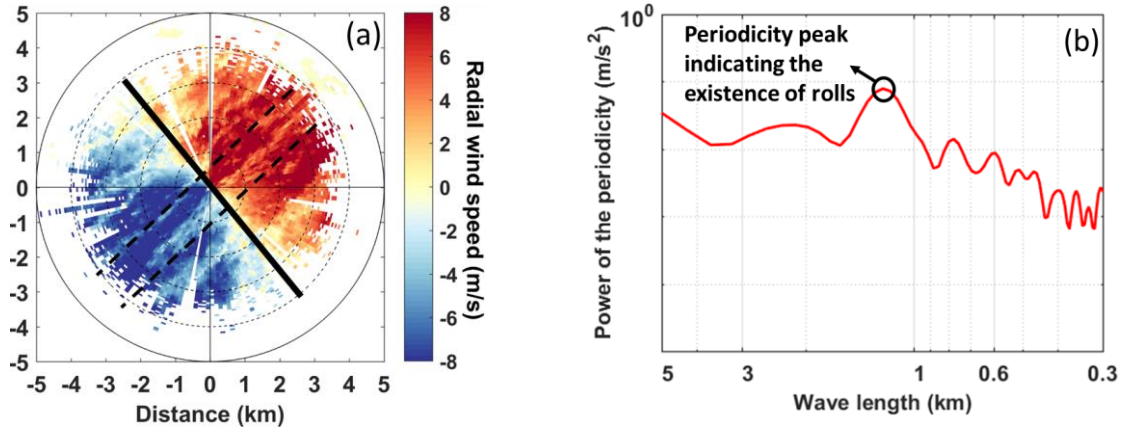 (a)
5
4
3
2
1
0
-1
-2
-3
-4
-5
-5 -4 -3 -2 -1 0 1 2 3 4 5
Distance (km)
8
6
4
2
0
-2
-4
-6
-8
Radial wind speed (m/s)
(b)
10^0
Periodicity peak
indicating the
existence of rolls
Power of the periodicity (m/s^2)
5 3 1 0.6 0.3
Wave length (km)